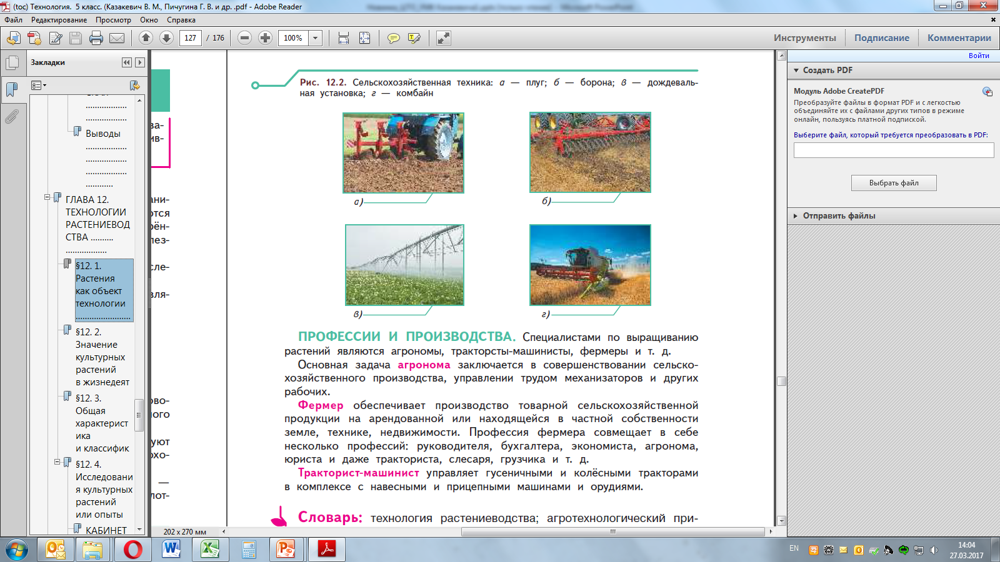 (toc) Технология. 5 класс. (Казакевич В. М., Пичугина Г. В. и др. .pdf - Adobe Reader
Файл Редактирование Просмотр Окно Справка
127 / 176 100% Инструменты Подписание Комментарии
Войти
Закладки
..................
..................
Выводы
..................
..................
..................
............
ГЛАВА 12.
ТЕХНОЛОГИИ
РАСТЕНИЕВОД
СТВА ..........
..................
§12. 1.
Растения
как объект
технологии
........................
§12. 2.
Значение
культурных
растений
в жизнедеят
§12. 3.
Общая
характерист
ика
и классифик
§12. 4.
Исследовани
я культурных
растений
или опыты
КАБИНЕТ
ва-
ив-
ани-
отся
рён-
лез-
сле-
вля-
ово-
ного
уют
охо-
—
лот-
Рис. 12.2. Сельскохозяйственная техника: а — плуг; б — борона; в — дождеваль-
ная установка; г — комбайн
а) б)
в) г)
ПРОФЕССИИ И ПРОИЗВОДСТВА. Специалистами по выращиванию
растений являются агрономы, тракторсты-машинисты, фермеры и т. д.
Основная задача агронома заключается в совершенствовании сельско-
хозяйственного производства, управлении трудом механизаторов и других
рабочих.
Фермер обеспечивает производство товарной сельскохозяйственной
продукции на арендованной или находящейся в частной собственности
земле, технике, недвижимости. Профессия фермера совмещает в себе
несколько профессий: руководителя, бухгалтера, экономиста, агронома,
юриста и даже тракториста, слесаря, грузчика и т. д.
Тракторист-машинист управляет гусеничными и колёсными тракторами
в комплексе с навесными и прицепными машинами и орудиями.
Словарь: технология растениеводства; агротехнологический при-
202 x 270 мм
Создать PDF
Модуль Adobe CreatePDF
Преобразуйте файлы в формат PDF и с легкостью
объединяйте их с файлами других типов в режиме
онлайн, пользуясь платной подпиской.
Выберите файл, который требуется преобразовать в PDF:
Выбрать файл
Отправить файлы
EN
14:04
27.03.2017